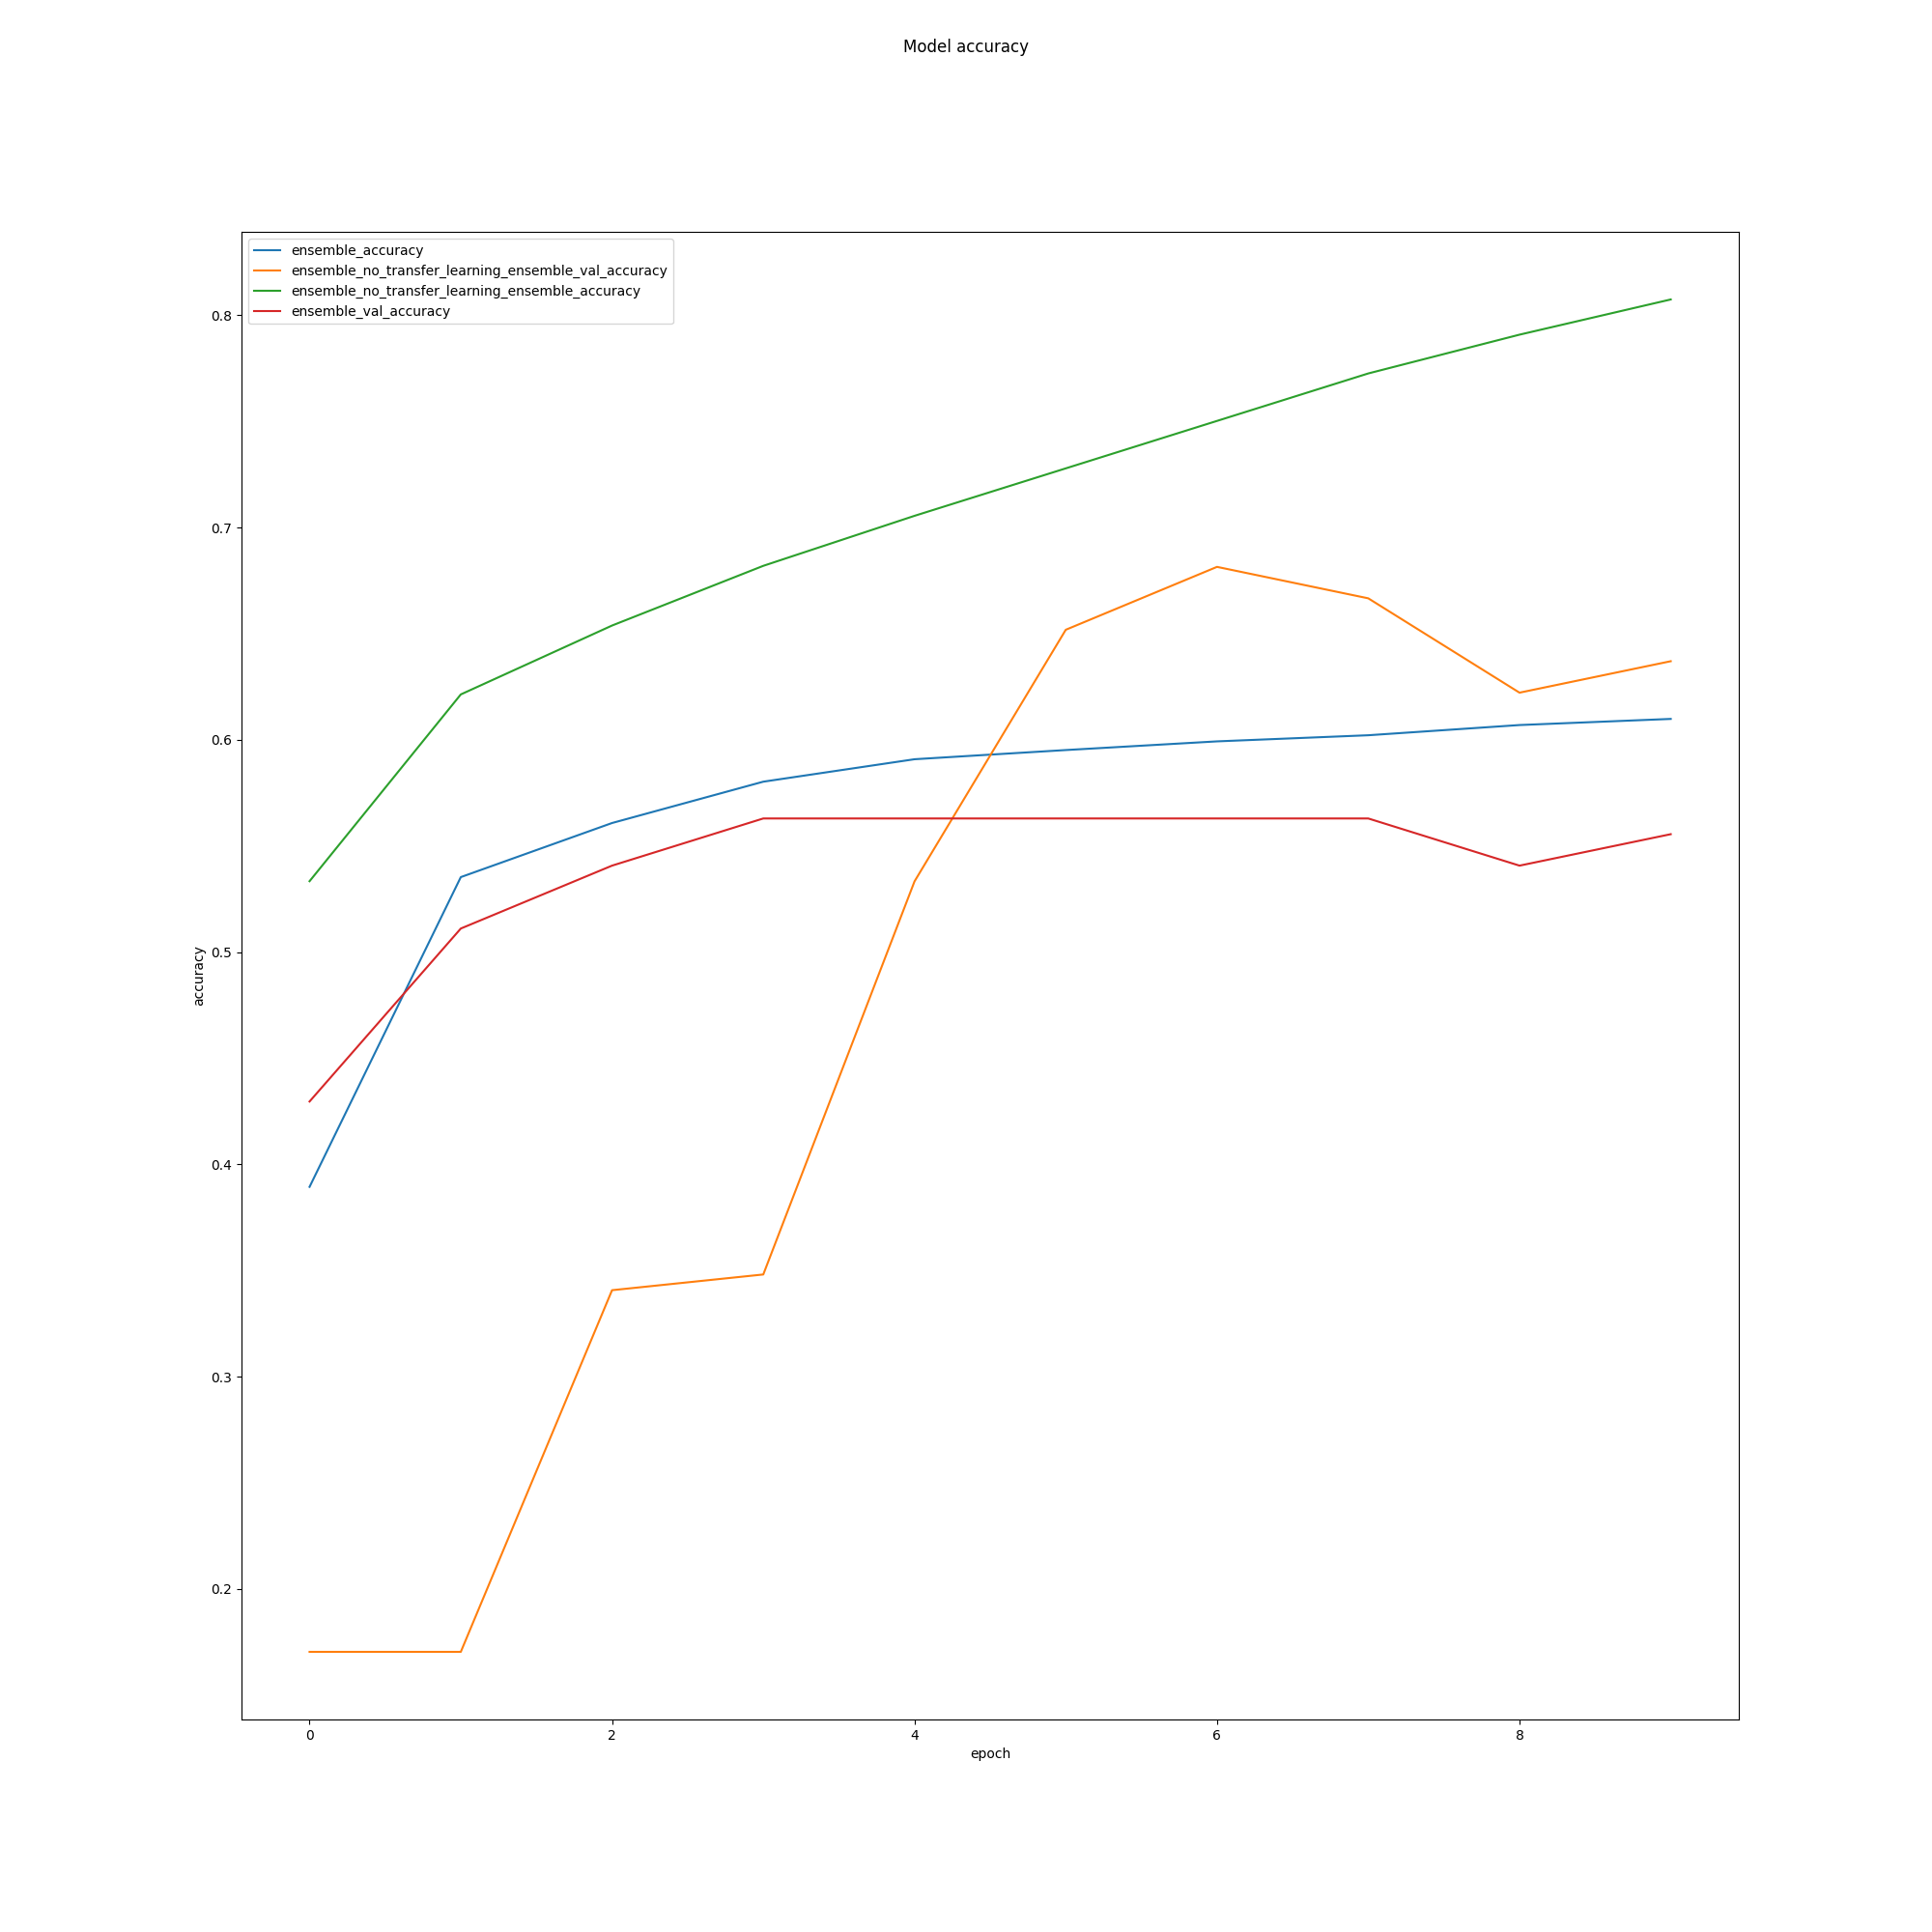 Model accuracy
ensemble_accuracy
ensemble_no_transfer_learning_ensemble_val_accuracy
ensemble_no_transfer_learning_ensemble_accuracy
ensemble_val_accuracy
0.8
0.7
0.6
0.5
0.4
0.3
0.2
accuracy
0 2 4 6 8
epoch